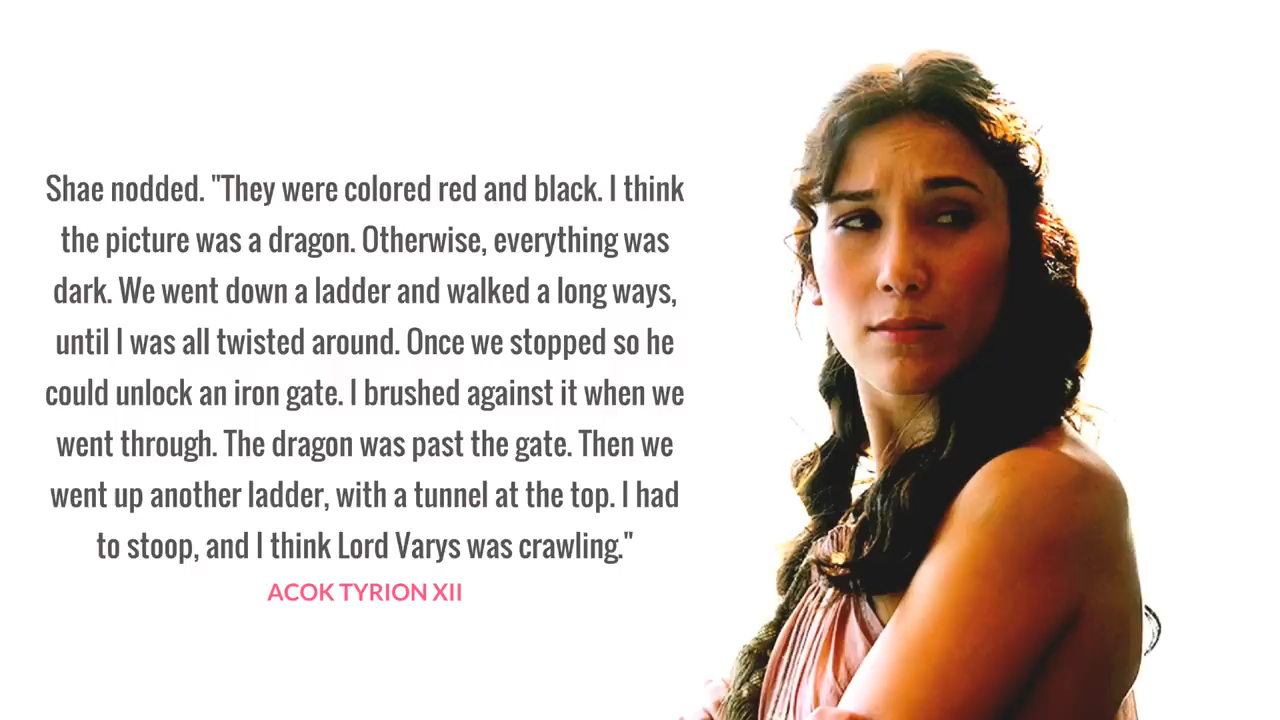 Shae nodded. "They were colored red and black. I think
the picture was a dragon. Otherwise, everything was
dark. We went down a ladder and walked a long ways,
until I was all twisted around. Once we stopped so he
could unlock an iron gate. I brushed against it when we
went through. The dragon was past the gate. Then we
went up another ladder, with a tunnel at the top. I had
to stoop, and I think Lord Varys was crawling."
ACOK TYRION XII